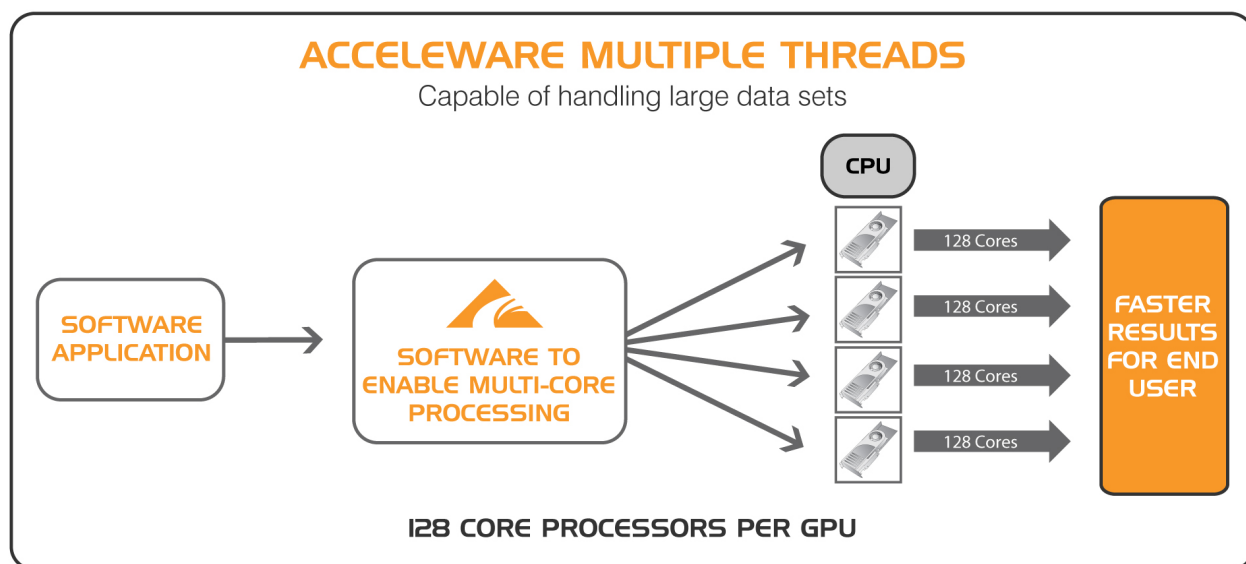 ACCELEWARE MULTIPLE THREADS
Capable of handling large data sets
SOFTWARE
APPLICATION
SOFTWARE TO
ENABLE MULTI-CORE
PROCESSING
CPU
128 Cores
128 Cores
128 Cores
128 Cores
FASTER
RESULTS
FOR END
USER
128 CORE PROCESSORS PER GPU